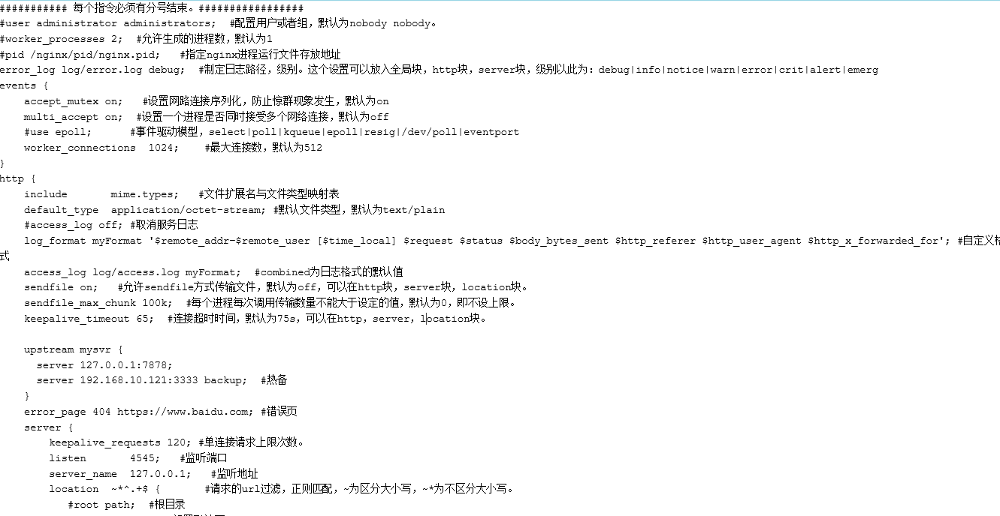 ########### 每个指令必须有分号结束。#################
#user administrator administrators;  #配置用户或者组，默认为nobody nobody。
#worker_processes 2;  #允许生成的进程数，默认为1
#pid /nginx/pid/nginx.pid;   #指定nginx进程运行文件存放地址
error_log log/error.log debug;  #制定日志路径，级别。这个设置可以放入全局块，http块，server块，级别以此为：debug|info|notice|warn|error|crit|alert|emerg
events {
    accept_mutex on;   #设置网路连接序列化，防止惊群现象发生，默认为on
    multi_accept on;  #设置一个进程是否同时接受多个网络连接，默认为off
    #use epoll;      #事件驱动模型，select|poll|kqueue|epoll|resig|/dev/poll|eventport
    worker_connections  1024;    #最大连接数，默认为512
}
http {
    include       mime.types;   #文件扩展名与文件类型映射表
    default_type  application/octet-stream; #默认文件类型，默认为text/plain
    #access_log off; #取消服务日志
    log_format myFormat '$remote_addr–$remote_user [$time_local] $request $status $body_bytes_sent $http_referer $http_user_agent $http_x_forwarded_for'; #自定义格
式
    access_log log/access.log myFormat;  #combined为日志格式的默认值
    sendfile on;   #允许sendfile方式传输文件，默认为off，可以在http块，server块，location块。
    sendfile_max_chunk 100k;  #每个进程每次调用传输数量不能大于设定的值，默认为0，即不设上限。
    keepalive_timeout 65;  #连接超时时间，默认为75s，可以在http，server，location块。
    upstream mysvr {
      server 127.0.0.1:7878;
      server 192.168.10.121:3333 backup;  #热备
    }
    error_page 404 https://www.baidu.com; #错误页
    server {
        keepalive_requests 120; #单连接请求上限次数。
        listen       4545;   #监听端口
        server_name  127.0.0.1;   #监听地址
        location  ~*^.+$ {       #请求的url过滤，正则匹配，~为区分大小写，~*为不区分大小写。
           #root path;  #根目录